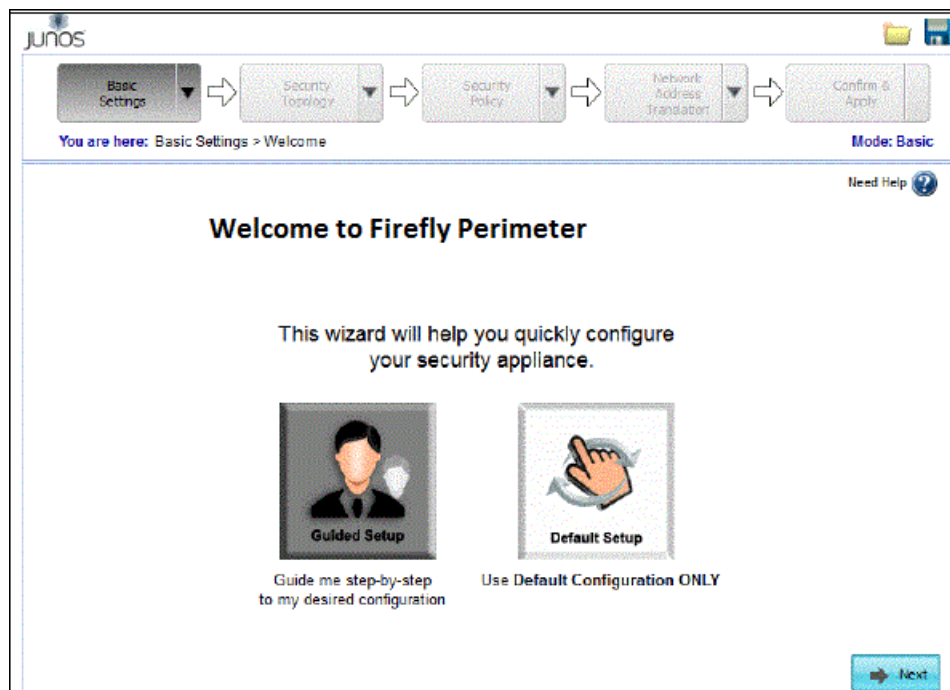 JUNOS
Basic
Settings
Security
Topology
Security
Policy
Network
Address
Translation
Confirm &
Apply
You are here: Basic Settings > Welcome
Mode: Basic
Need Help
Welcome to Firefly Perimeter
This wizard will help you quickly configure
your security appliance.
Guided Setup
Default Setup
Guide me step-by-step
to my desired configuration
Use Default Configuration ONLY
Next